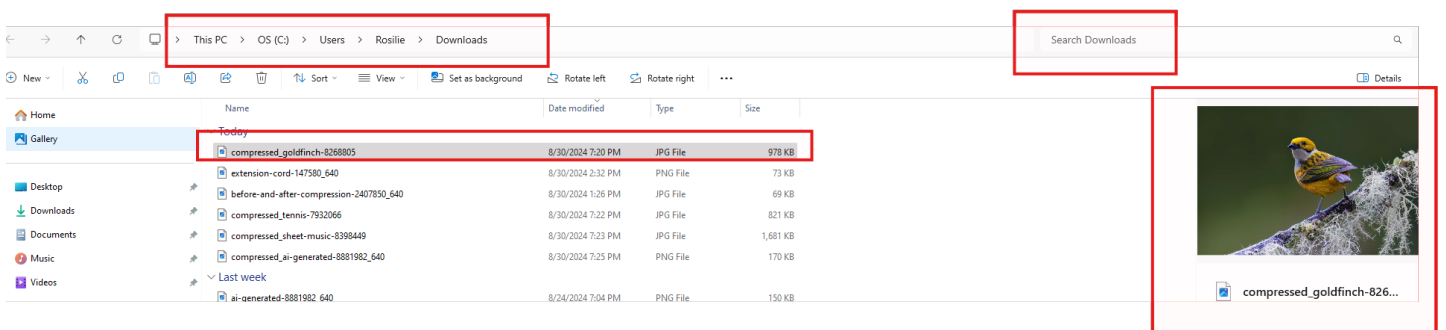 This PC > OS (C:) > Users > Rosilie > Downloads
Search Downloads
New
Sort
View
Set as background
Rotate left
Rotate right
...
Details
Home
Gallery
Desktop
Downloads
Documents
Music
Videos
Name Date modified Type Size
Today
compressed_goldfinch-8268805 8/30/2024 7:20 PM JPG File 978 KB
extension-cord-147580_640 8/30/2024 2:32 PM PNG File 73 KB
before-and-after-compression-2407850_640 8/30/2024 1:26 PM JPG File 69 KB
compressed_tennis-7932066 8/30/2024 7:22 PM JPG File 821 KB
compressed_sheet-music-8398449 8/30/2024 7:23 PM JPG File 1,681 KB
compressed_ai-generated-8881982_640 8/30/2024 7:25 PM PNG File 170 KB
Last week
ai-generated-8881982_640 8/24/2024 7:04 PM PNG File 150 KB
compressed_goldfinch-826...